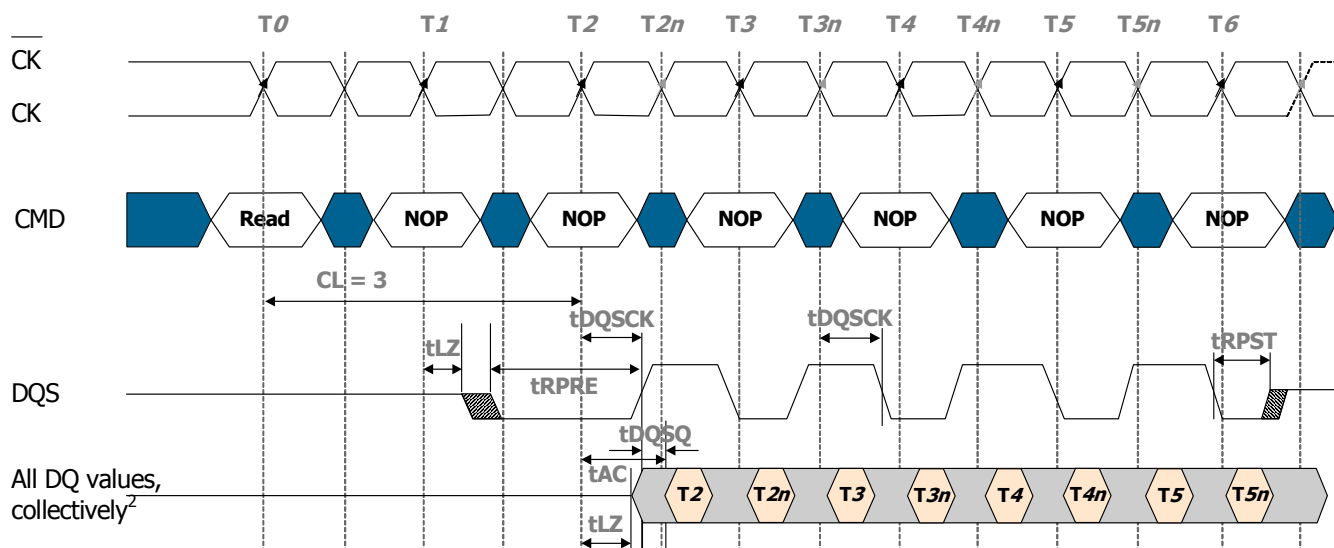 T0 T1 T2 T2n T3 T3n T4 T4n T5 T5n T6
CK
CK
CMD Read NOP NOP NOP NOP NOP NOP
CL = 3
tDQSCK tDQSCK
tLZ tRPST
tRPRE
DQS
tDQSQ
tAC
All DQ values,
collectively2
T2 T2n T3 T3n T4 T4n T5 T5n
tLZ